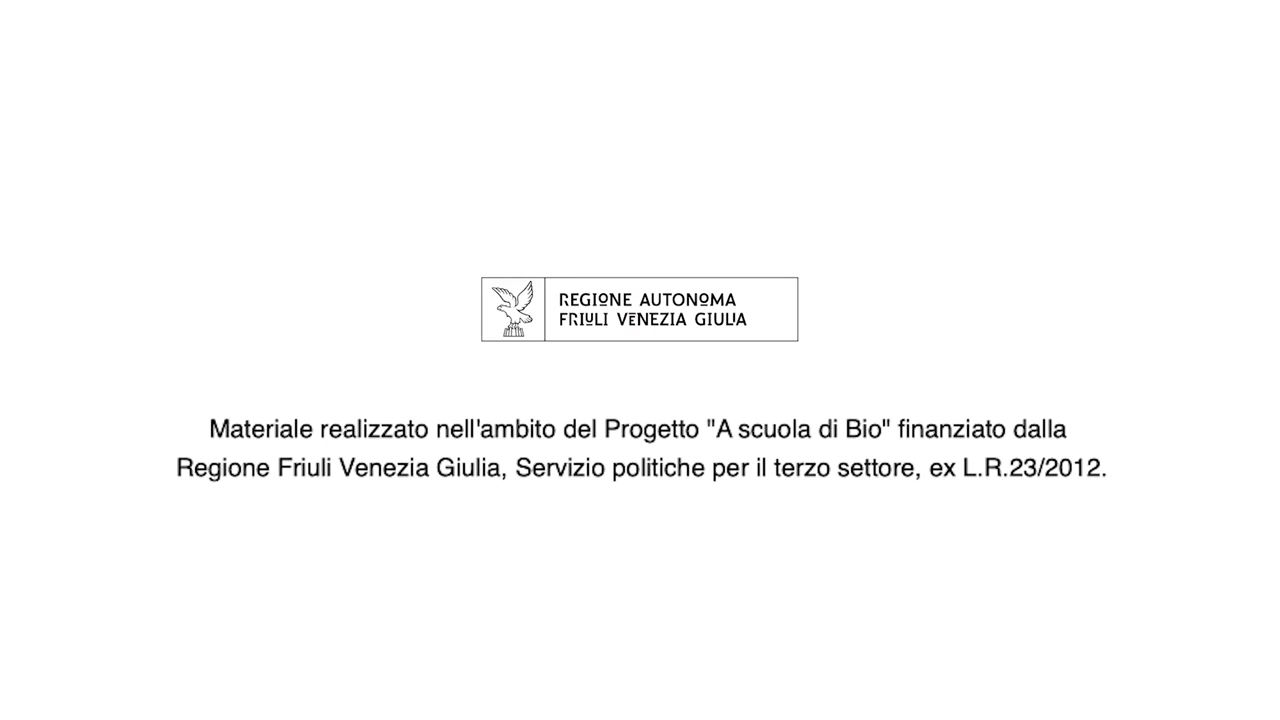 REGIONE AUTONOMA
FRIULI VENEZIA GIULIA
Materiale realizzato nell'ambito del Progetto "A scuola di Bio" finanziato dalla
Regione Friuli Venezia Giulia, Servizio politiche per il terzo settore, ex L.R.23/2012.